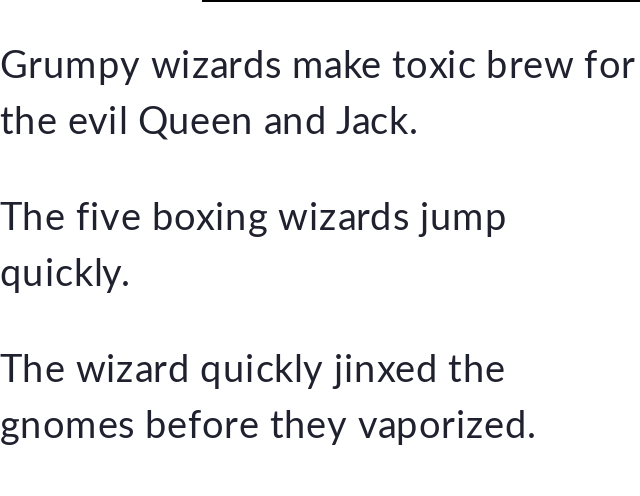 Grumpy wizards make toxic brew for
the evil Queen and Jack.
The five boxing wizards jump
quickly.
The wizard quickly jinxed the
gnomes before they vaporized.